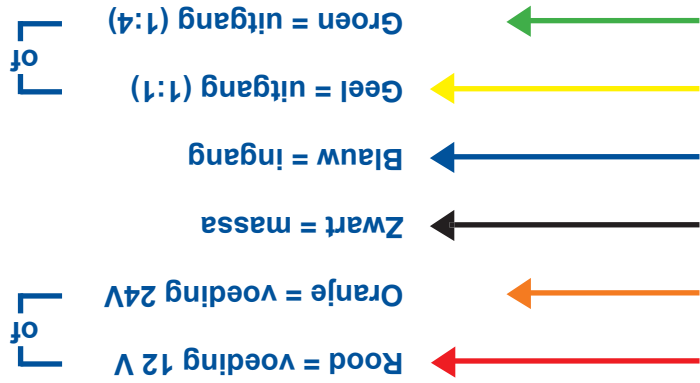 Rood = voeding 12 V
of
Oranje = voeding 24V
Zwart = massa
Blauw = ingang
Geel = uitgang (1:1)
of
Groen = uitgang (1:4)